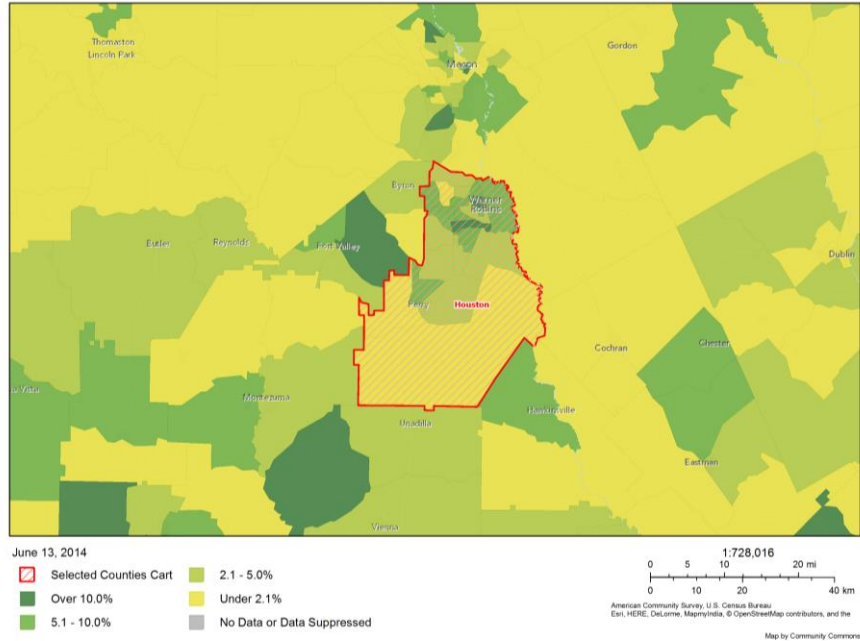 Thomaston
Lincoln Park
Gordon
Macon
Byron
Warner
Robins
Butler
Reynolds
Fort Valley
Dublin
Perry
Houston
Cochran
Chester
Montezuma
Hawkinsville
Unadilla
Eastman
Vienna
June 13, 2014
Selected Counties Cart
Over 10.0%
5.1 - 10.0%
2.1 - 5.0%
Under 2.1%
No Data or Data Suppressed
1:728,016
0 5 10 20 mi
0 10 20 40 km
American Community Survey, U.S. Census Bureau
Esri, HERE, DeLorme, MapmyIndia, © OpenStreetMap contributors, and the
Map by Community Commons